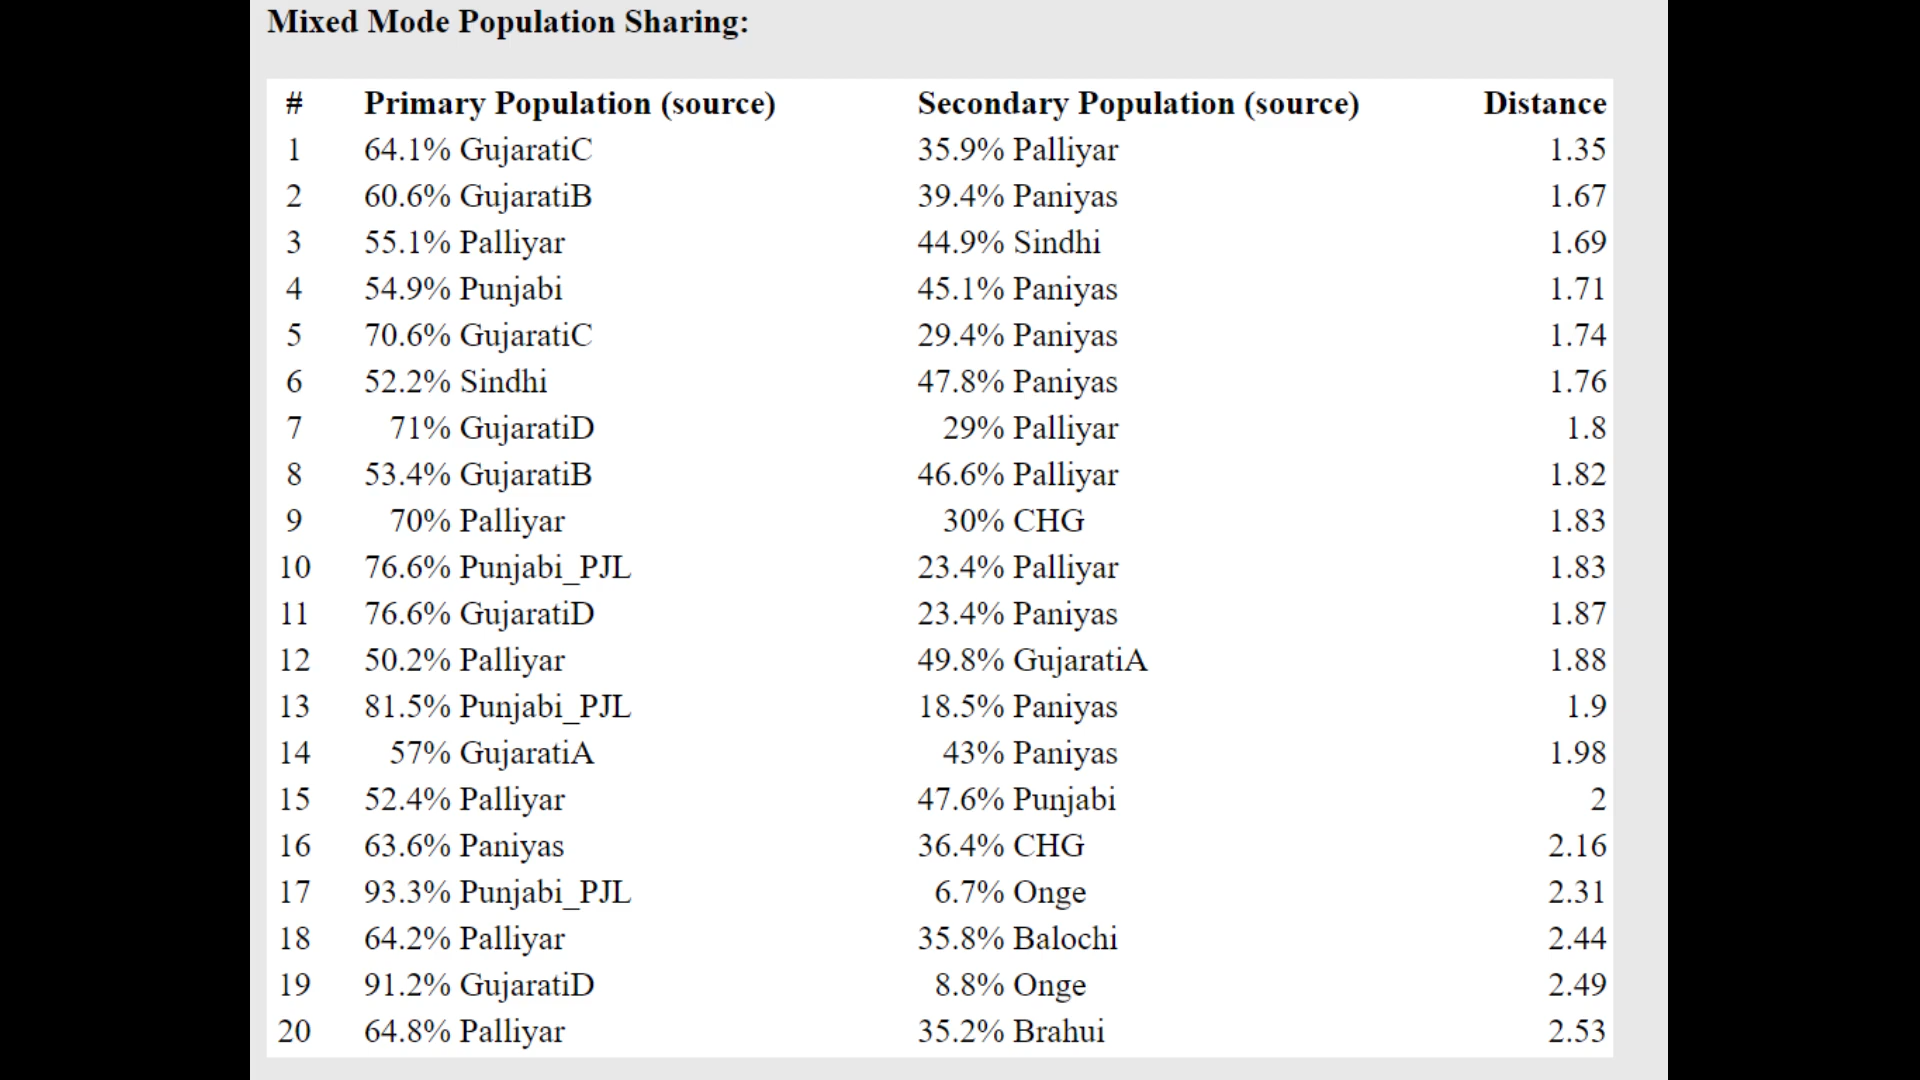 Mixed Mode Population Sharing:
# Primary Population (source) Secondary Population (source) Distance
1 64.1% GujaratiC 35.9% Palliyar 1.35
2 60.6% GujaratiB 39.4% Paniyas 1.67
3 55.1% Palliyar 44.9% Sindhi 1.69
4 54.9% Punjabi 45.1% Paniyas 1.71
5 70.6% GujaratiC 29.4% Paniyas 1.74
6 52.2% Sindhi 47.8% Paniyas 1.76
7 71% GujaratiD 29% Palliyar 1.8
8 53.4% GujaratiB 46.6% Palliyar 1.82
9 70% Palliyar 30% CHG 1.83
10 76.6% Punjabi_PJL 23.4% Palliyar 1.83
11 76.6% GujaratiD 23.4% Paniyas 1.87
12 50.2% Palliyar 49.8% GujaratiA 1.88
13 81.5% Punjabi_PJL 18.5% Paniyas 1.9
14 57% GujaratiA 43% Paniyas 1.98
15 52.4% Palliyar 47.6% Punjabi 2
16 63.6% Paniyas 36.4% CHG 2.16
17 93.3% Punjabi_PJL 6.7% Onge 2.31
18 64.2% Palliyar 35.8% Balochi 2.44
19 91.2% GujaratiD 8.8% Onge 2.49
20 64.8% Palliyar 35.2% Brahui 2.53